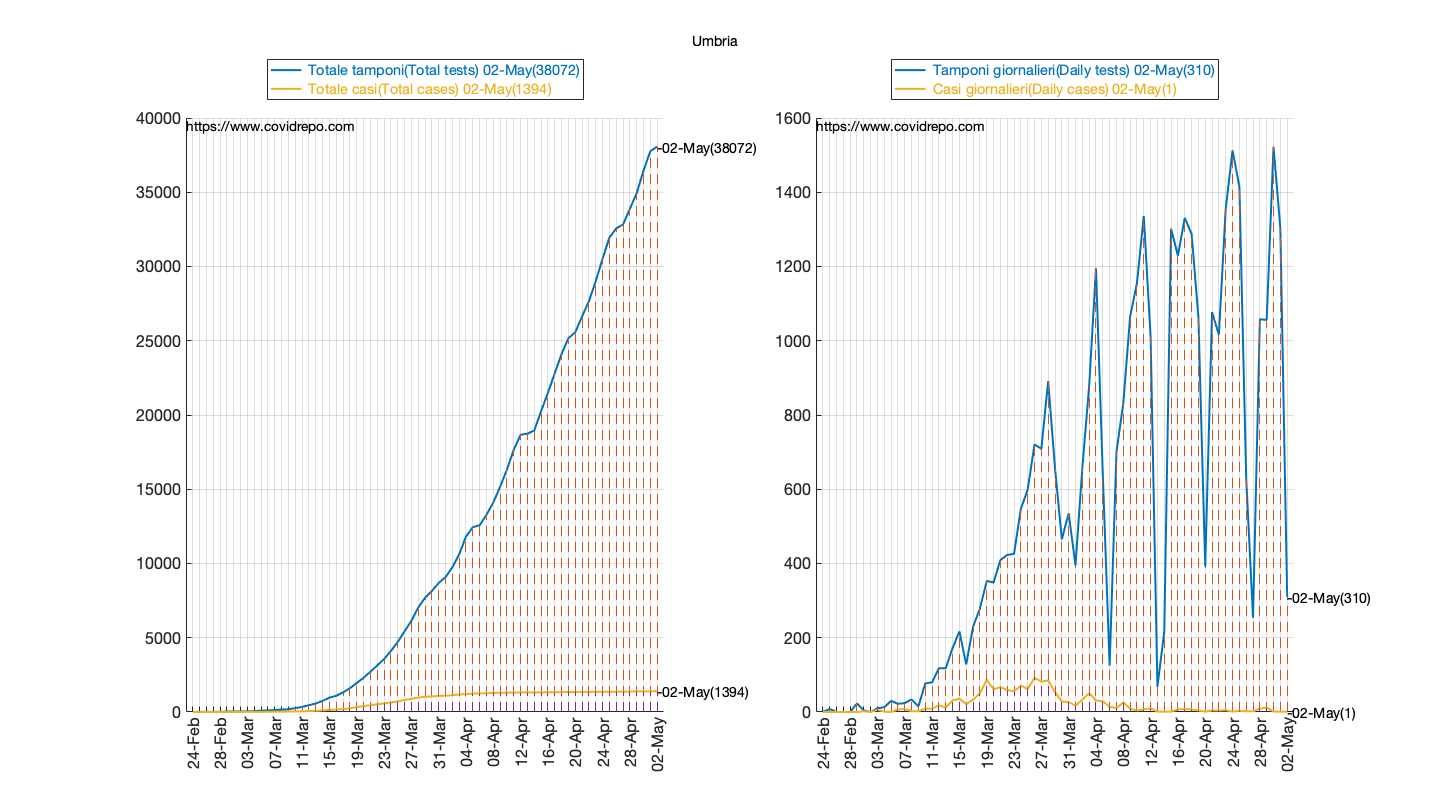 Umbria
Totale tamponi(Total tests) 02-May(38072)
Totale casi(Total cases) 02-May(1394)
https://www.covidrepo.com
40000
35000
30000
25000
20000
15000
10000
5000
0
02-May(38072)
02-May(1394)
24-Feb
28-Feb
03-Mar
07-Mar
11-Mar
15-Mar
19-Mar
23-Mar
27-Mar
31-Mar
04-Apr
08-Apr
12-Apr
16-Apr
20-Apr
24-Apr
28-Apr
02-May
Tamponi giornalieri(Daily tests) 02-May(310)
Casi giornalieri(Daily cases) 02-May(1)
https://www.covidrepo.com
1600
1400
1200
1000
800
600
400
200
0
02-May(310)
02-May(1)
24-Feb
28-Feb
03-Mar
07-Mar
11-Mar
15-Mar
19-Mar
23-Mar
27-Mar
31-Mar
04-Apr
08-Apr
12-Apr
16-Apr
20-Apr
24-Apr
28-Apr
02-May